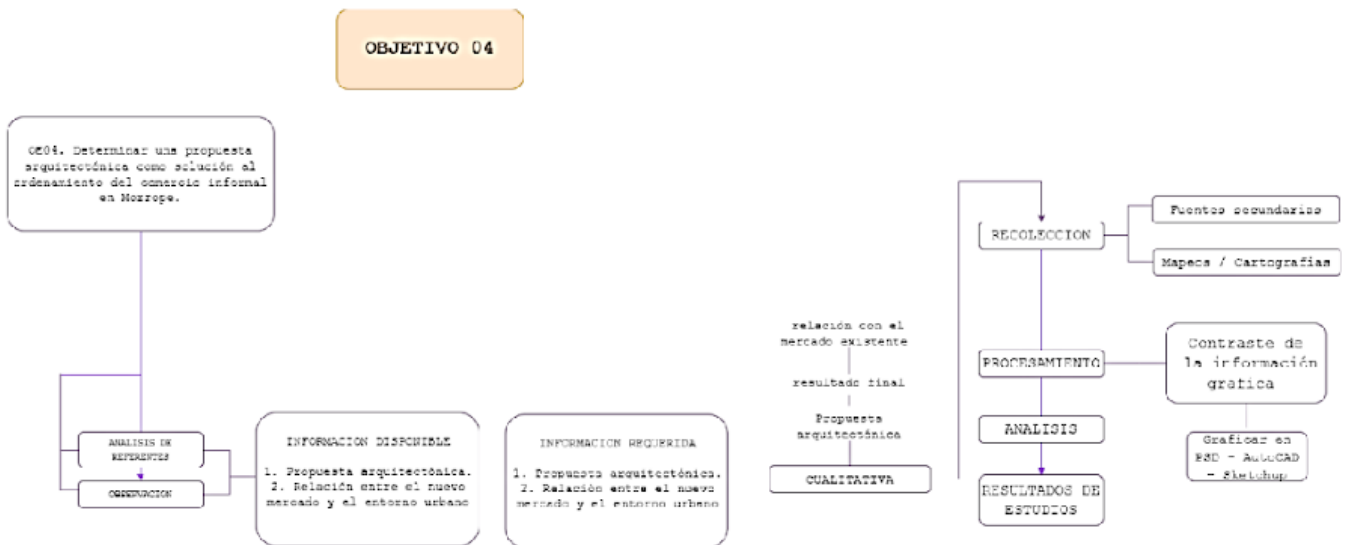 OBJETIVO 04
OE04. Determinar una propuesta
arquitectónica como solución al
ordenamiento del comercio informal
en Morrope.
ANALISIS DE
REFERENTES
OBSERVACION
INFORMACION DISPONIBLE
1. Propuesta arquitectónica.
2. Relación entre el nuevo
mercado y el entorno urbano
INFORMACION REQUERIDA
1. Propuesta arquitectónica.
2. Relación entre el nuevo
mercado y el entorno urbano
relación con el
mercado existente
resultado final
Propuesta
arquitectónica
CUALITATIVA
RECOLECCION
Fuentes secundarias
Mapeos / Cartografías
PROCESAMIENTO
Contraste de
la información
grafica
ANALISIS
Graficar en
PSD - AutoCAD
- Sketchup
RESULTADOS DE
ESTUDIOS